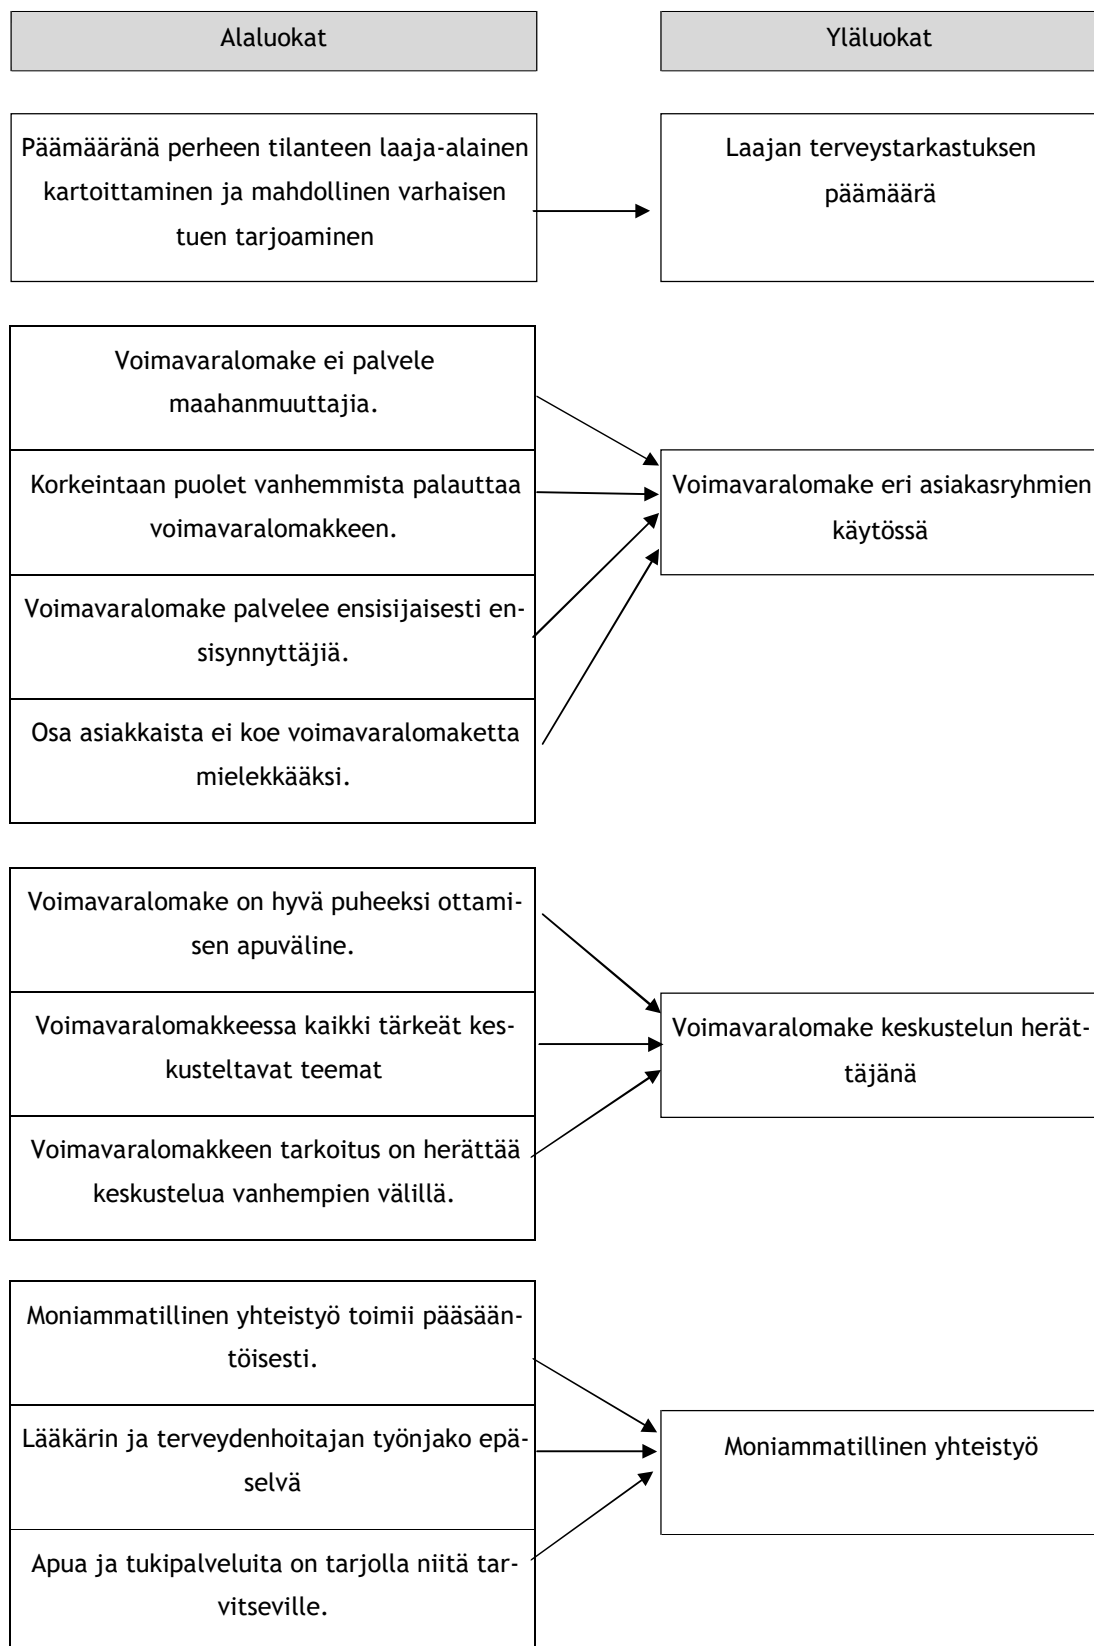 Alaluokat
Yläluokat
Päämääränä perheen tilanteen laaja-alainen
kartoittaminen ja mahdollinen varhaisen
tuen tarjoaminen
Laajan terveystarkastuksen
päämäärä
Voimavaralomake ei palvele
maahanmuuttajia.
Korkeintaan puolet vanhemmista palauttaa
voimavaralomakkeen.
Voimavaralomake palvelee ensisijaisesti en-
sisynnyttäjiä.
Osa asiakkaista ei koe voimavaralomaketta
mielekkääksi.
Voimavaralomake eri asiakasryhmien
käytössä
Voimavaralomake on hyvä puheeksi ottami-
sen apuväline.
Voimavaralomakkeessa kaikki tärkeät kes-
kusteltavat teemat
Voimavaralomakkeen tarkoitus on herättää
keskustelua vanhempien välillä.
Voimavaralomake keskustelun herät-
täjänä
Moniammatillinen yhteistyö toimii pääsään-
töisesti.
Lääkärin ja terveydenhoitajan työnjako epä-
selvä
Apua ja tukipalveluita on tarjolla niitä tar-
vitseville.
Moniammatillinen yhteistyö